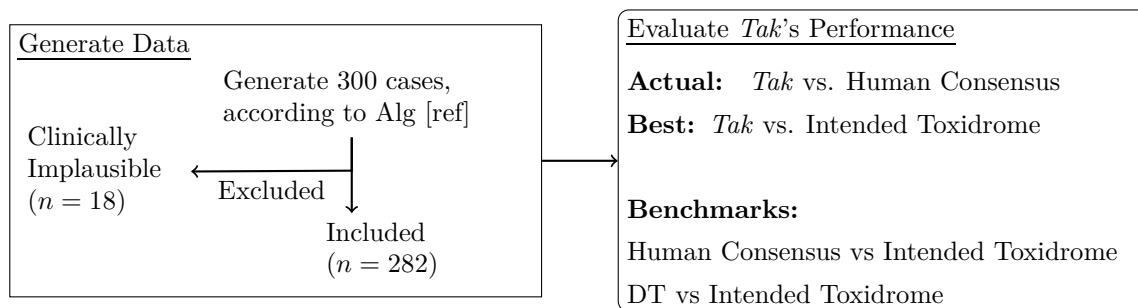 Generate Data
Generate 300 cases,
according to Alg [ref]
Clinically
Implausible
(n = 18)
Excluded
Included
(n = 282)
Evaluate Tak's Performance
Actual: Tak vs. Human Consensus
Best: Tak vs. Intended Toxidrome
Benchmarks:
Human Consensus vs Intended Toxidrome
DT vs Intended Toxidrome